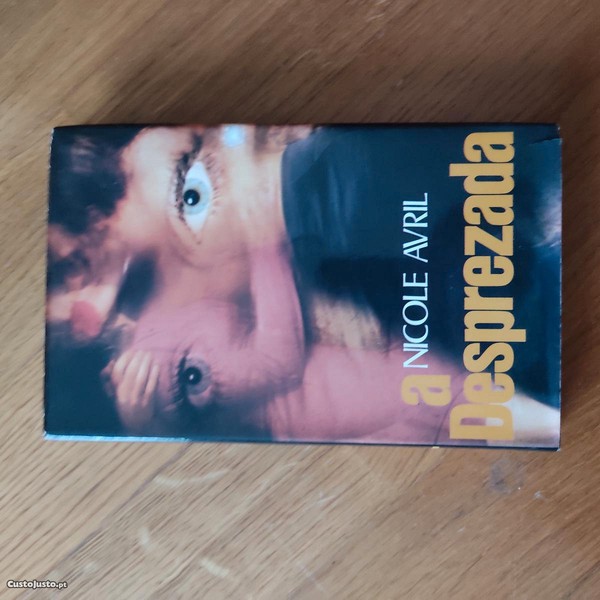 NICOLE AVRIL
a
Desprezada
CustoJusto.pt